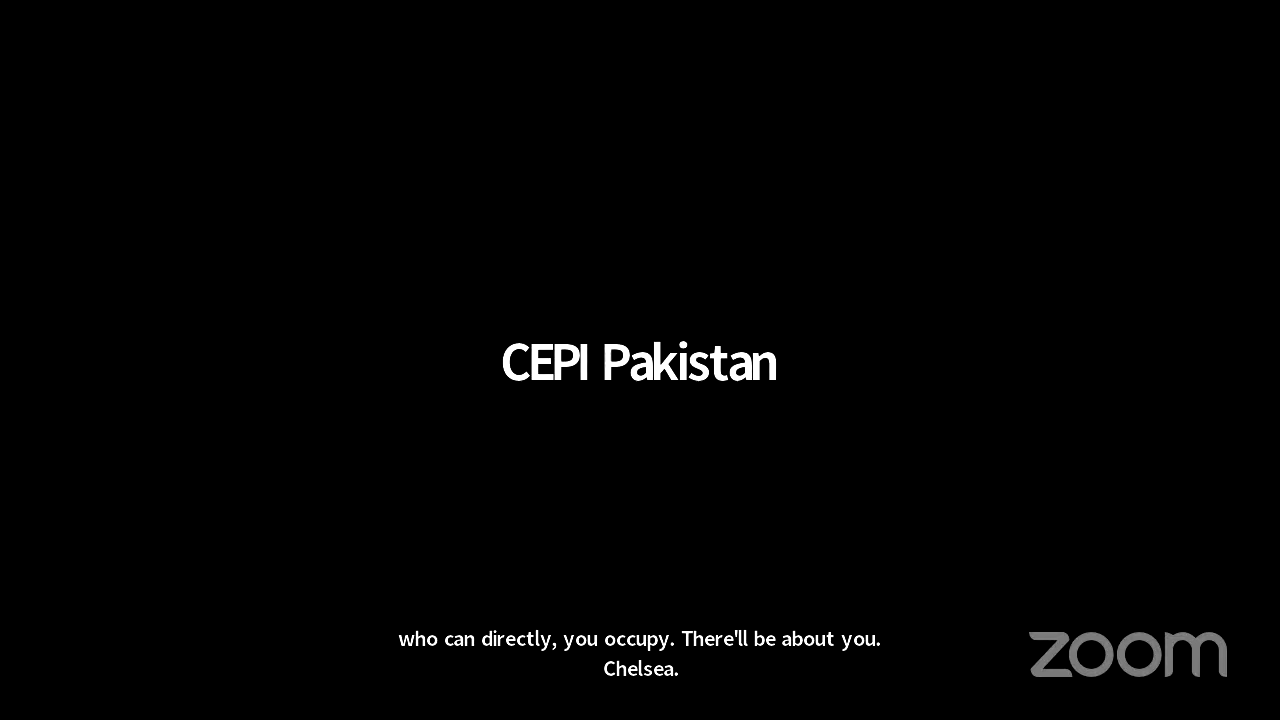 CEPI Pakistan
who can directly, you occupy. There'll be about you.
Chelsea.
zoom